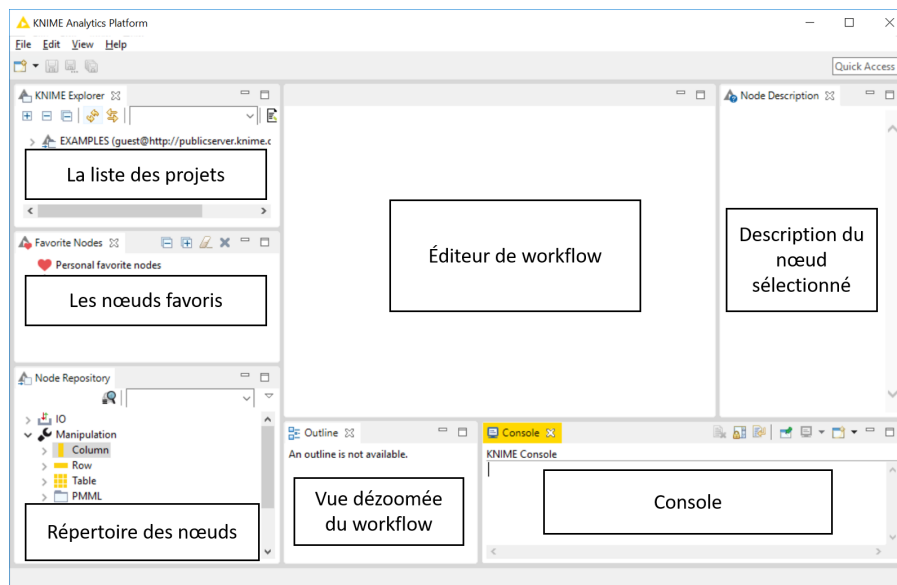 KNIME Analytics Platform
File Edit View Help
Quick Access
KNIME Explorer
EXAMPLES (guest@http://publicserver.knime.c
La liste des projets
Favorite Nodes
Personal favorite nodes
Les nœuds favoris
Node Repository
IO
Manipulation
Column
Row
Table
PMML
Répertoire des nœuds
Éditeur de workflow
Node Description
Description du
nœud
sélectionné
Outline
An outline is not available.
Vue dézoomée
du workflow
Console
KNIME Console
Console